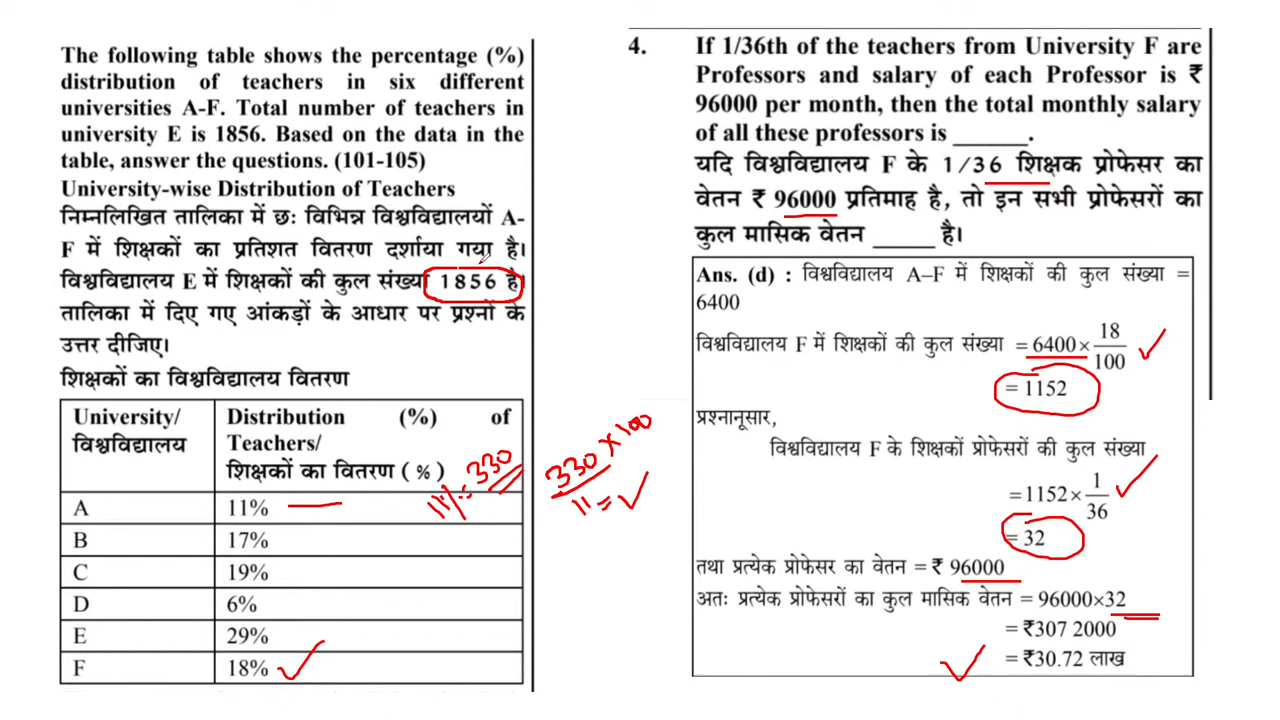 The following table shows the percentage (%)
distribution of teachers in six different
universities A-F. Total number of teachers in
university E is 1856. Based on the data in the
table, answer the questions. (101-105)
University-wise Distribution of Teachers
निम्नलिखित तालिका में छः विभिन्न विश्वविद्यालयों A-
F में शिक्षकों का प्रतिशत वितरण दर्शाया गया है।
विश्वविद्यालय E में शिक्षकों की कुल संख्या 1856 है।
तालिका में दिए गए आंकड़ों के आधार पर प्रश्नों के
उत्तर दीजिए।
शिक्षकों का विश्वविद्यालय वितरण
University/ Distribution (%) of
विश्वविद्यालय Teachers/
शिक्षकों का वितरण (%)
A 11%
B 17%
C 19%
D 6%
E 29%
F 18%
11% = 330
330 × 100
11 =
4. If 1/36th of the teachers from University F are
Professors and salary of each Professor is ₹
96000 per month, then the total monthly salary
of all these professors is ______.
यदि विश्वविद्यालय F के 1/36 शिक्षक प्रोफेसर का
वेतन ₹ 96000 प्रतिमाह है, तो इन सभी प्रोफेसरों का
कुल मासिक वेतन _____ है।
Ans. (d) : विश्वविद्यालय A–F में शिक्षकों की कुल संख्या =
6400
विश्वविद्यालय F में शिक्षकों की कुल संख्या = 6400 × 18
100
= 1152
प्रश्नानुसार,
विश्वविद्यालय F के शिक्षकों प्रोफेसरों की कुल संख्या
= 1152 × 1
36
= 32
तथा प्रत्येक प्रोफेसर का वेतन = ₹ 96000
अतः प्रत्येक प्रोफेसरों का कुल मासिक वेतन = 96000×32
= ₹307 2000
= ₹30.72 लाख